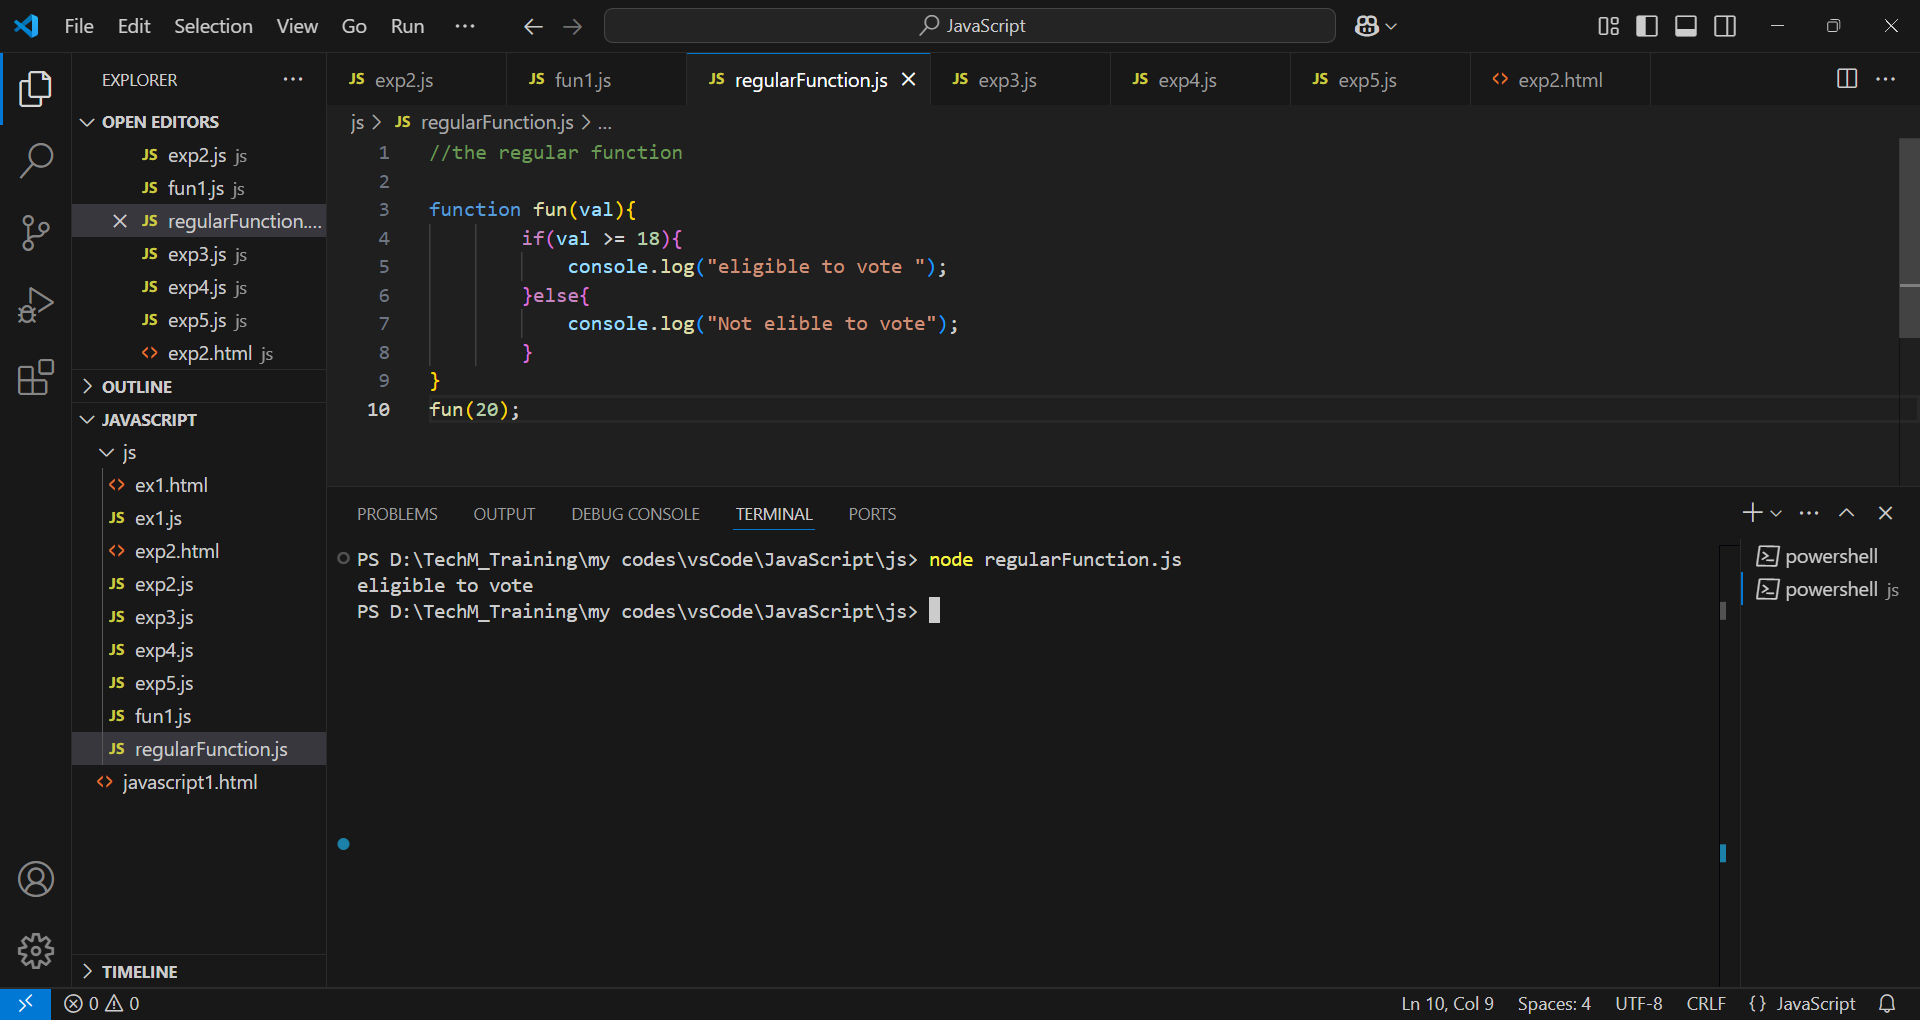 File Edit Selection View Go Run ...
JavaScript
EXPLORER ...
OPEN EDITORS
JS exp2.js js
JS fun1.js js
JS regularFunction....
JS exp3.js js
JS exp4.js js
JS exp5.js js
<> exp2.html js
OUTLINE
JAVASCRIPT
js
<> ex1.html
JS ex1.js
<> exp2.html
JS exp2.js
JS exp3.js
JS exp4.js
JS exp5.js
JS fun1.js
JS regularFunction.js
<> javascript1.html
TIMELINE
JS exp2.js JS fun1.js JS regularFunction.js JS exp3.js JS exp4.js JS exp5.js <> exp2.html
js > JS regularFunction.js > ...
1 //the regular function
2
3 function fun(val){
4 if(val >= 18){
5 console.log("eligible to vote ");
6 }else{
7 console.log("Not elible to vote");
8 }
9 }
10 fun(20);
PROBLEMS OUTPUT DEBUG CONSOLE TERMINAL PORTS
PS D:\TechM_Training\my codes\vsCode\JavaScript\js> node regularFunction.js
eligible to vote
PS D:\TechM_Training\my codes\vsCode\JavaScript\js>
powershell
powershell js
0 0
Ln 10, Col 9 Spaces: 4 UTF-8 CRLF {} JavaScript